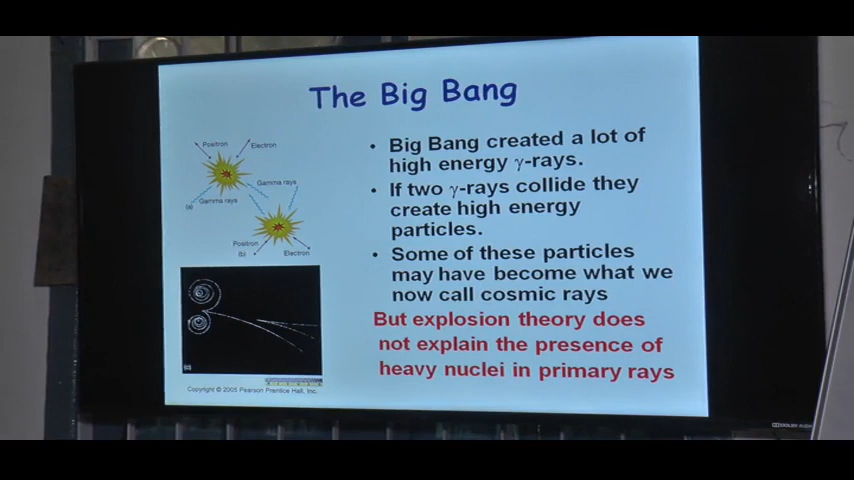 The Big Bang
Positron
Electron
Gamma rays
(a)
Gamma rays
Positron
(b)
Electron
(c)
Copyright © 2005 Pearson Prentice Hall, Inc.
• Big Bang created a lot of
high energy γ-rays.
• If two γ-rays collide they
create high energy
particles.
• Some of these particles
may have become what we
now call cosmic rays
But explosion theory does
not explain the presence of
heavy nuclei in primary rays
DOLBY AUDIO